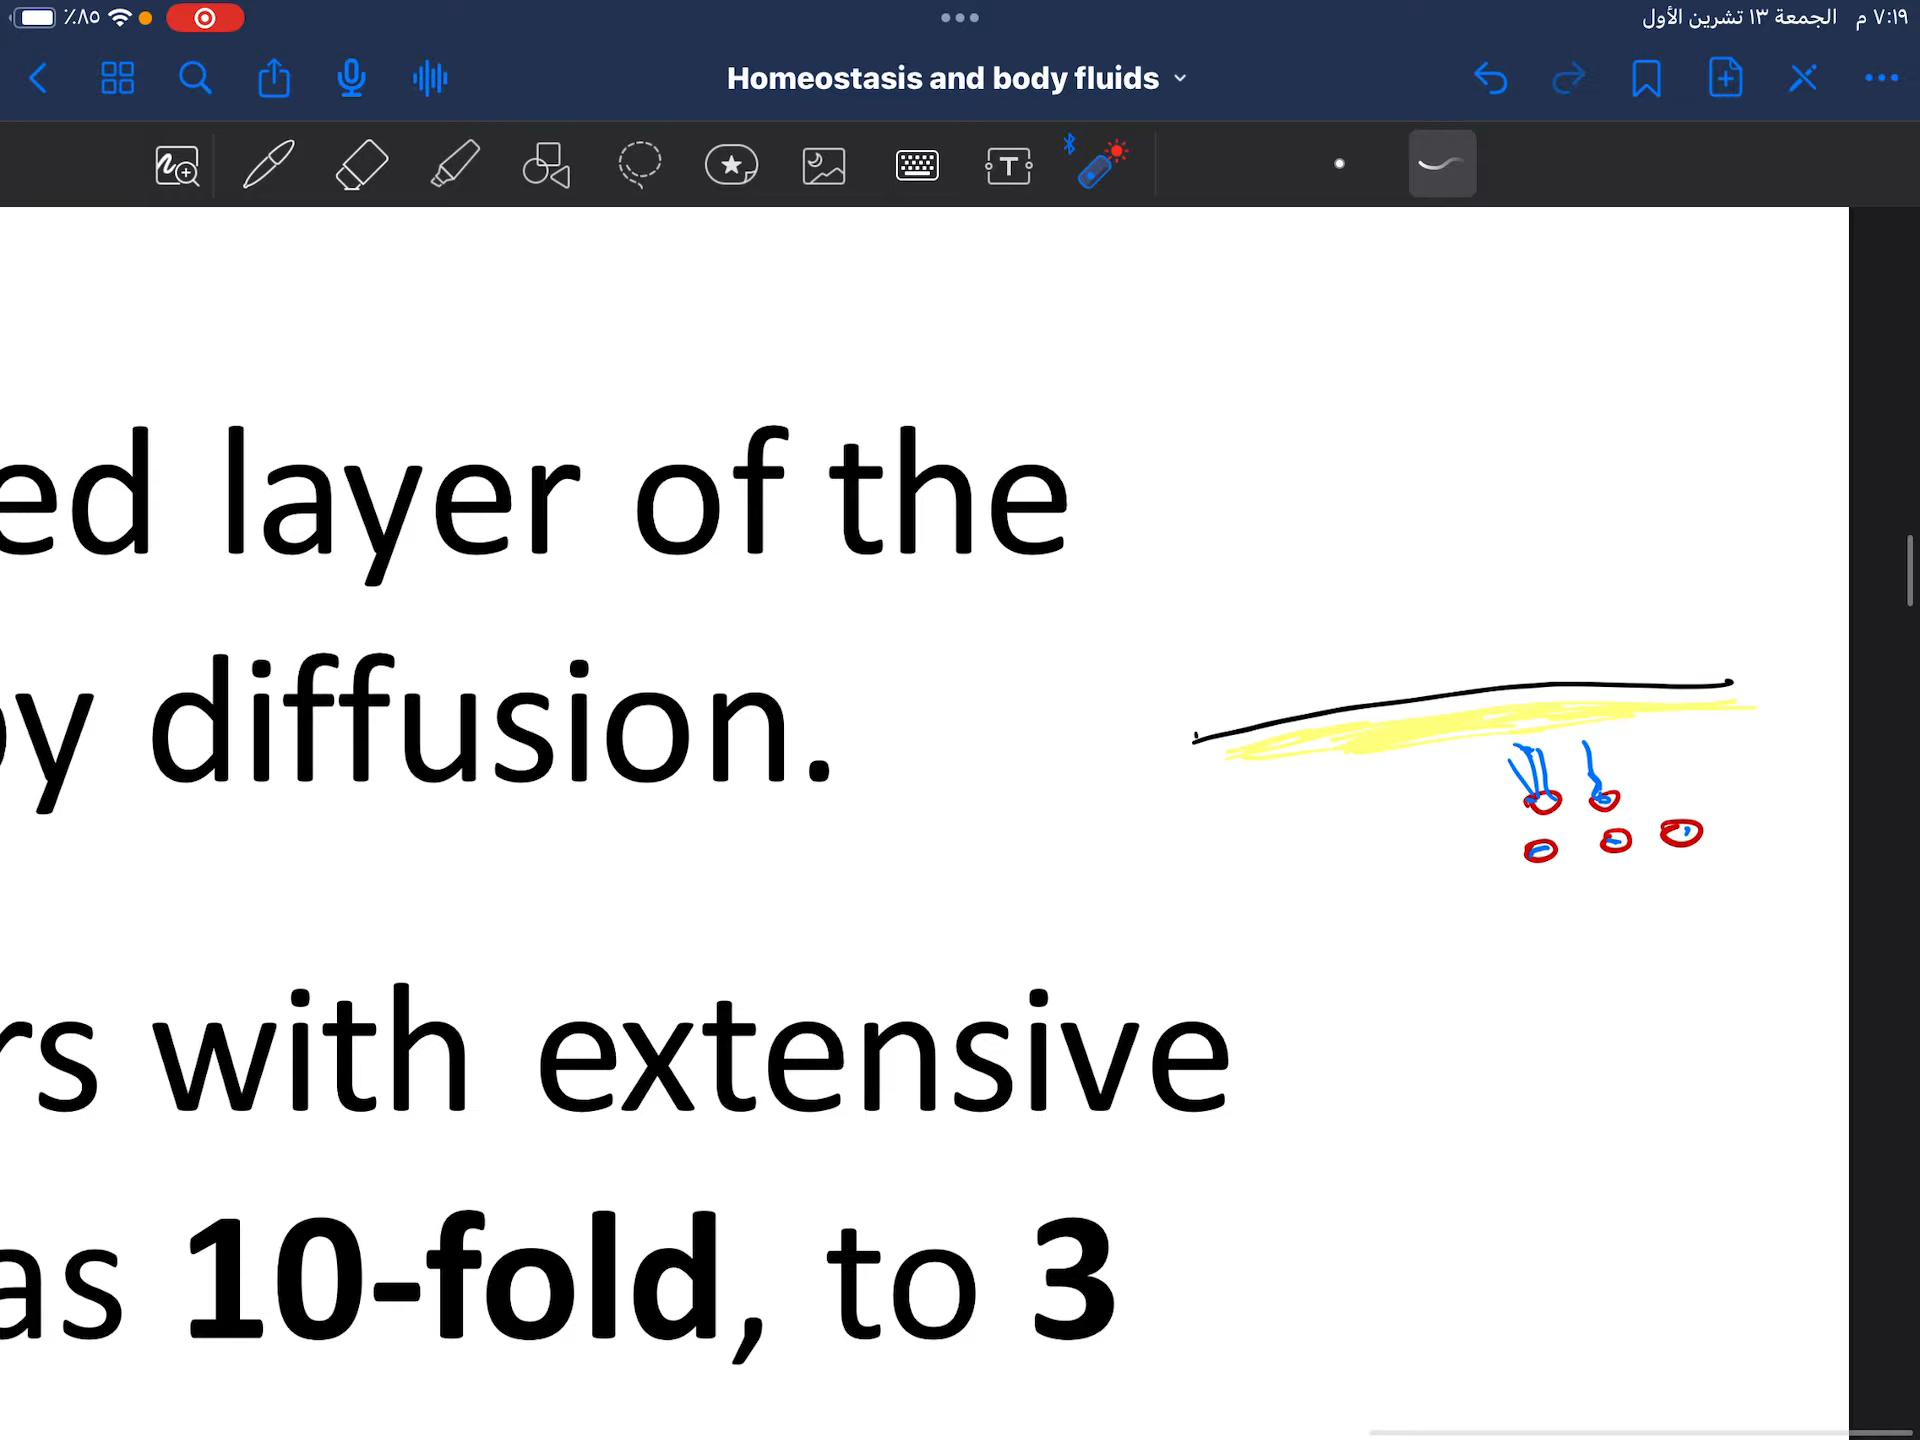 ٪٨٥
الجمعة ١٣ تشرين الأول ٧:١٩ م
Homeostasis and body fluids
T
ed layer of the
y diffusion.
rs with extensive
as 10-fold, to 3